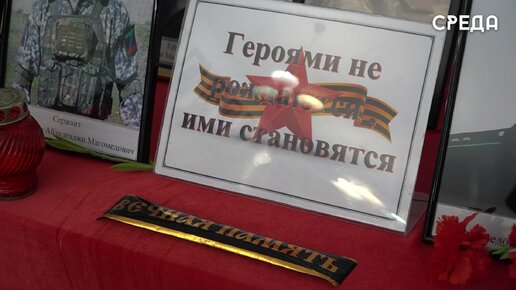 СРЕДА
Героями не
рождаются,
ими становятся
Сержант
Абдулгаджи Магомедович
ВЕЧНАЯ ПАМЯТЬ